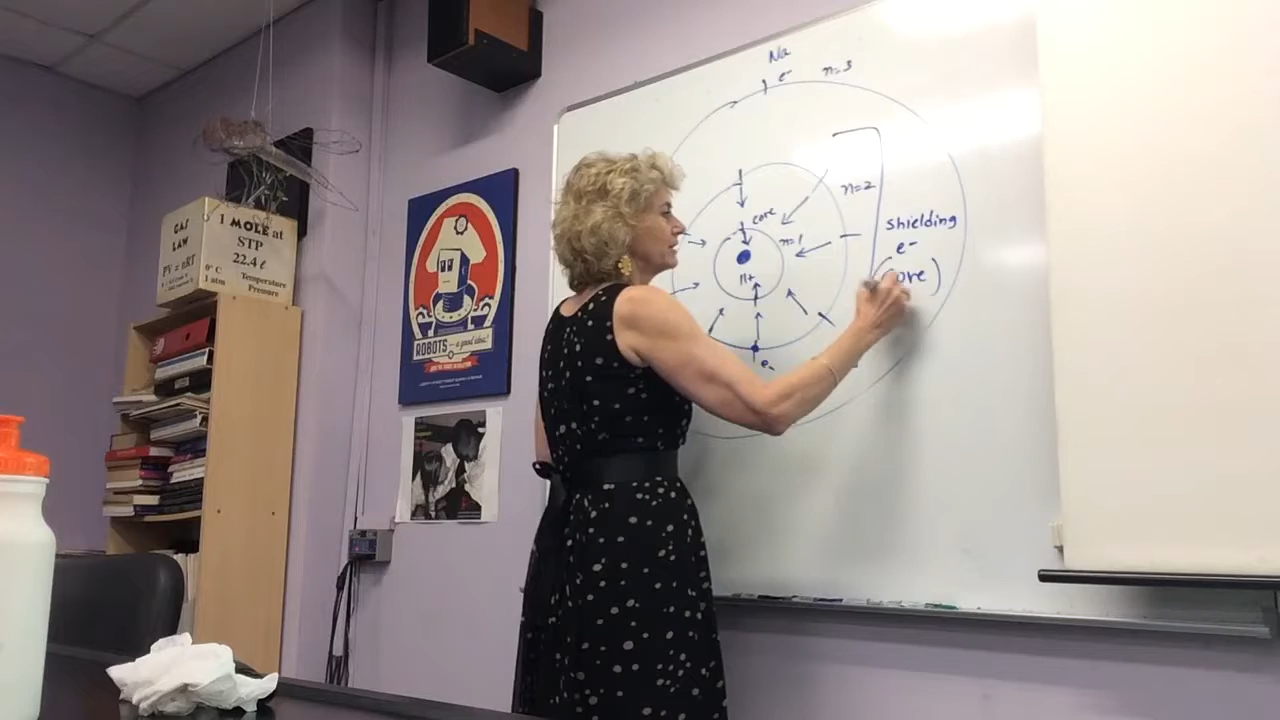 GAS
LAW
PV = nRT
1 MOLE at
STP
22.4 ℓ
0° C
1 atm
Temperature
Pressure
ROBOTS — a good idea!
Na
e-
n=3
n=2
core
n=1
11+
e-
shielding
e-
(core)